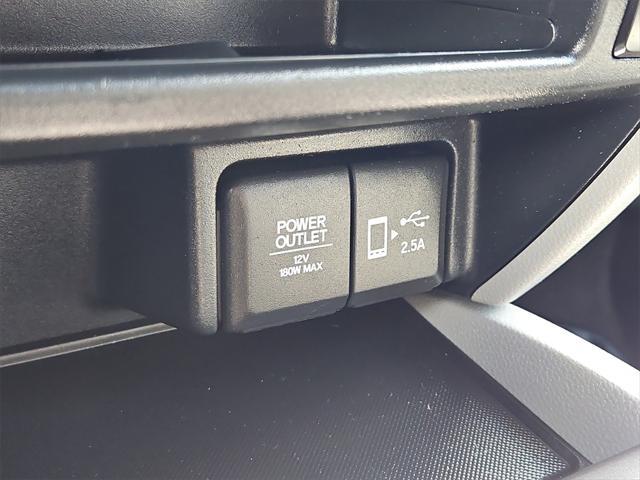 POWER
OUTLET
12V
180W MAX
2.5A